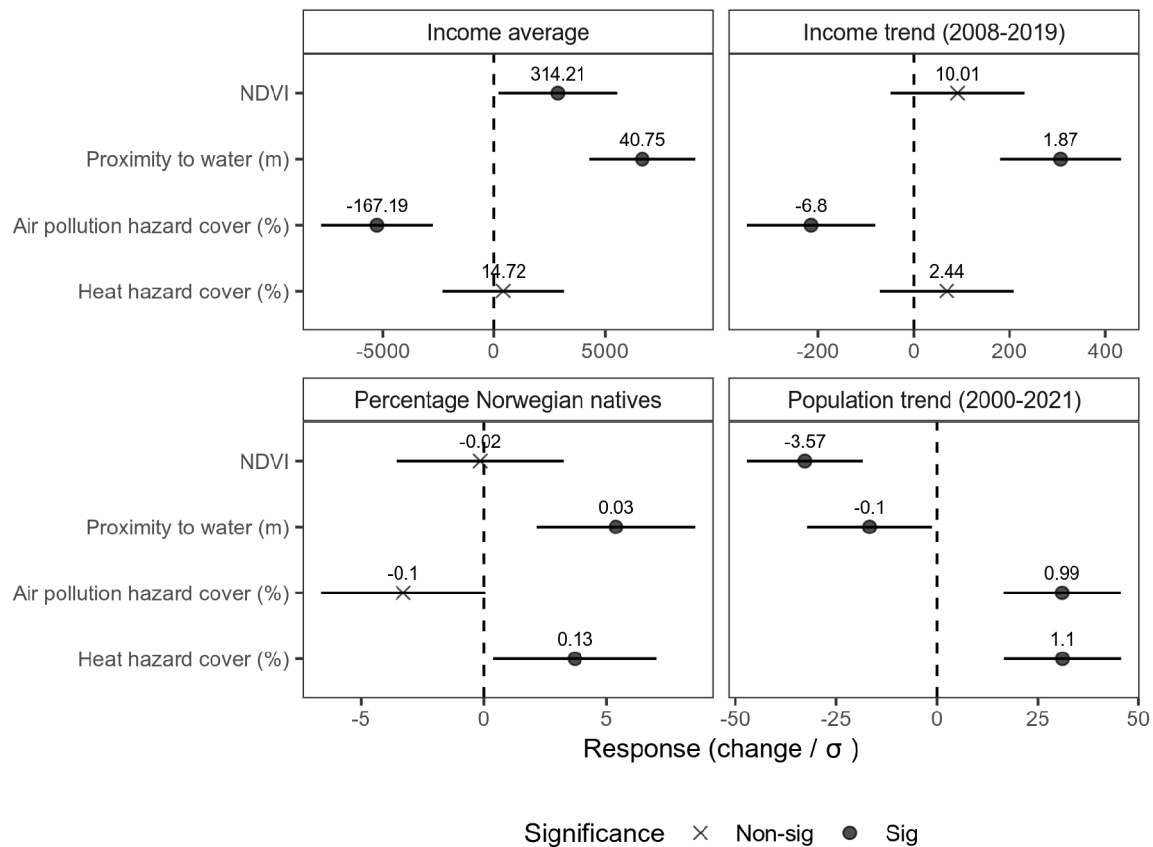 Income average
Income trend (2008-2019)
NDVI
314.21
10.01
Proximity to water (m)
40.75
1.87
Air pollution hazard cover (%)
-167.19
-6.8
Heat hazard cover (%)
14.72
2.44
-5000 0 5000
-200 0 200 400
Percentage Norwegian natives
Population trend (2000-2021)
NDVI
-0.02
-3.57
Proximity to water (m)
0.03
-0.1
Air pollution hazard cover (%)
-0.1
0.99
Heat hazard cover (%)
0.13
1.1
-5 0 5
-50 -25 0 25 50
Response (change / σ )
Significance Non-sig Sig